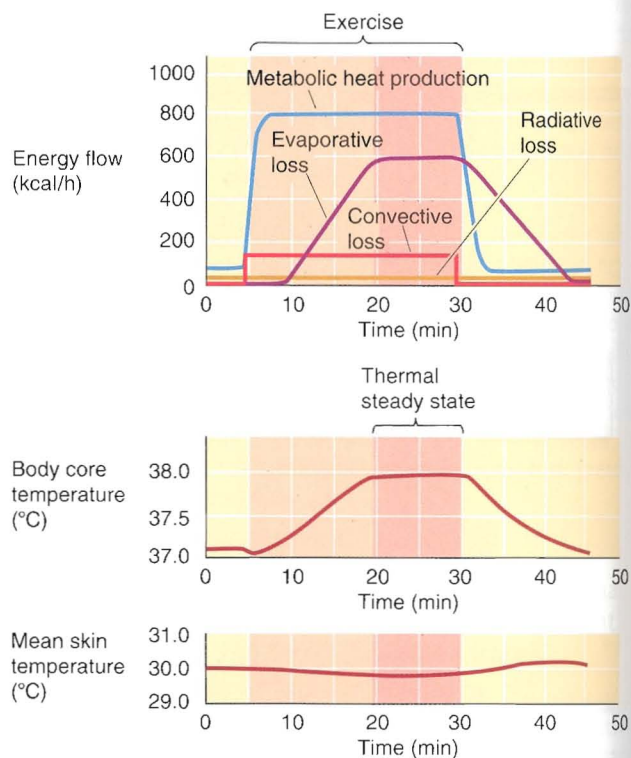 Exercise
1000
800
600
400
200
0
Energy flow
(kcal/h)
Metabolic heat production
Evaporative
loss
Radiative
loss
Convective
loss
0 10 20 30 40 50
Time (min)
Thermal
steady state
Body core
temperature
(°C)
38.0
37.5
37.0
0 10 20 30 40 50
Time (min)
Mean skin
temperature
(°C)
31.0
30.0
29.0
0 10 20 30 40 50
Time (min)